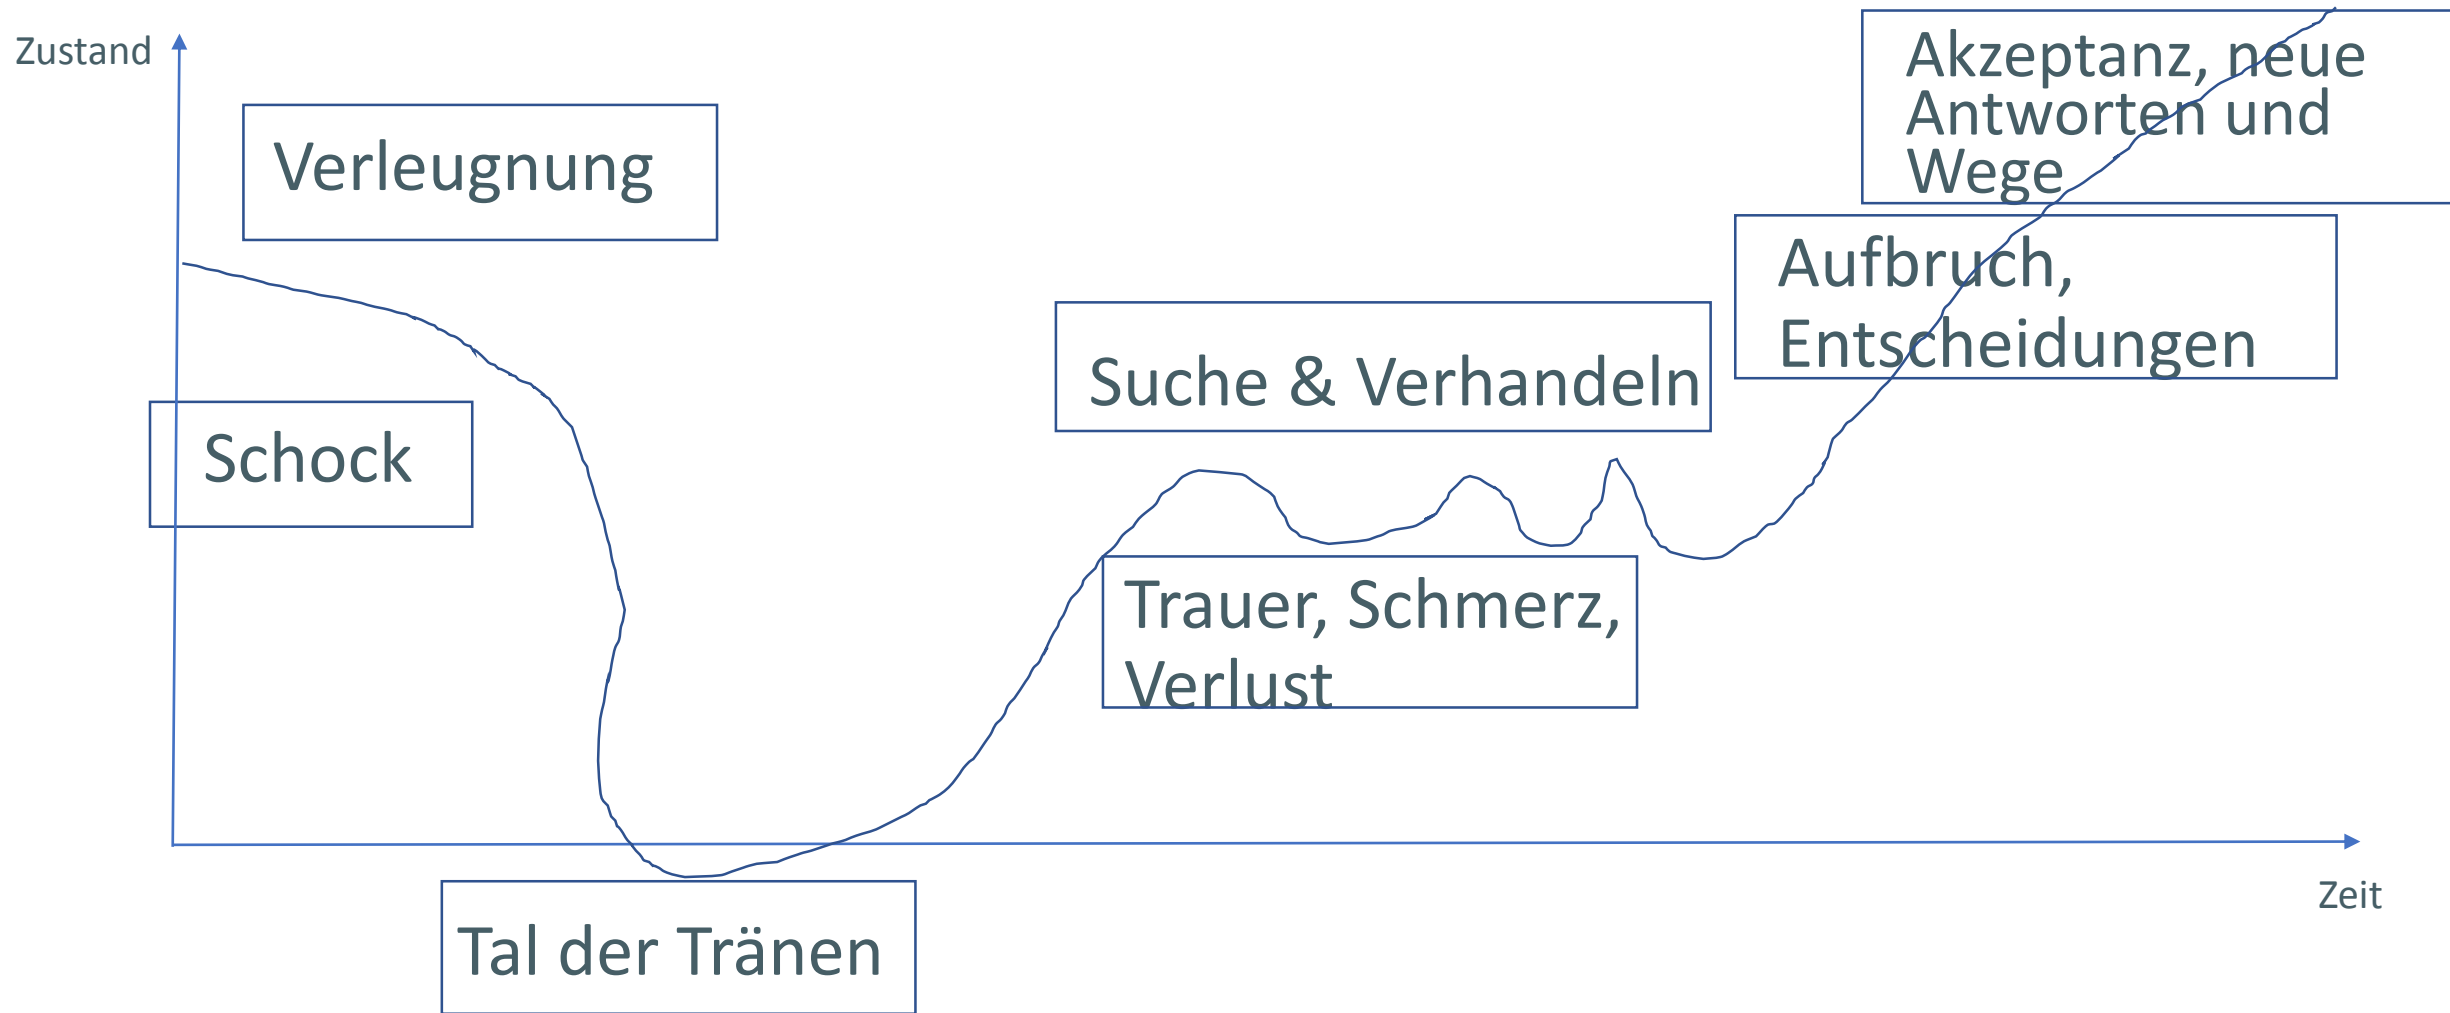 Zustand
Verleugnung
Schock
Tal der Tränen
Suche & Verhandeln
Trauer, Schmerz,
Verlust
Aufbruch,
Entscheidungen
Akzeptanz, neue
Antworten und
Wege
Zeit